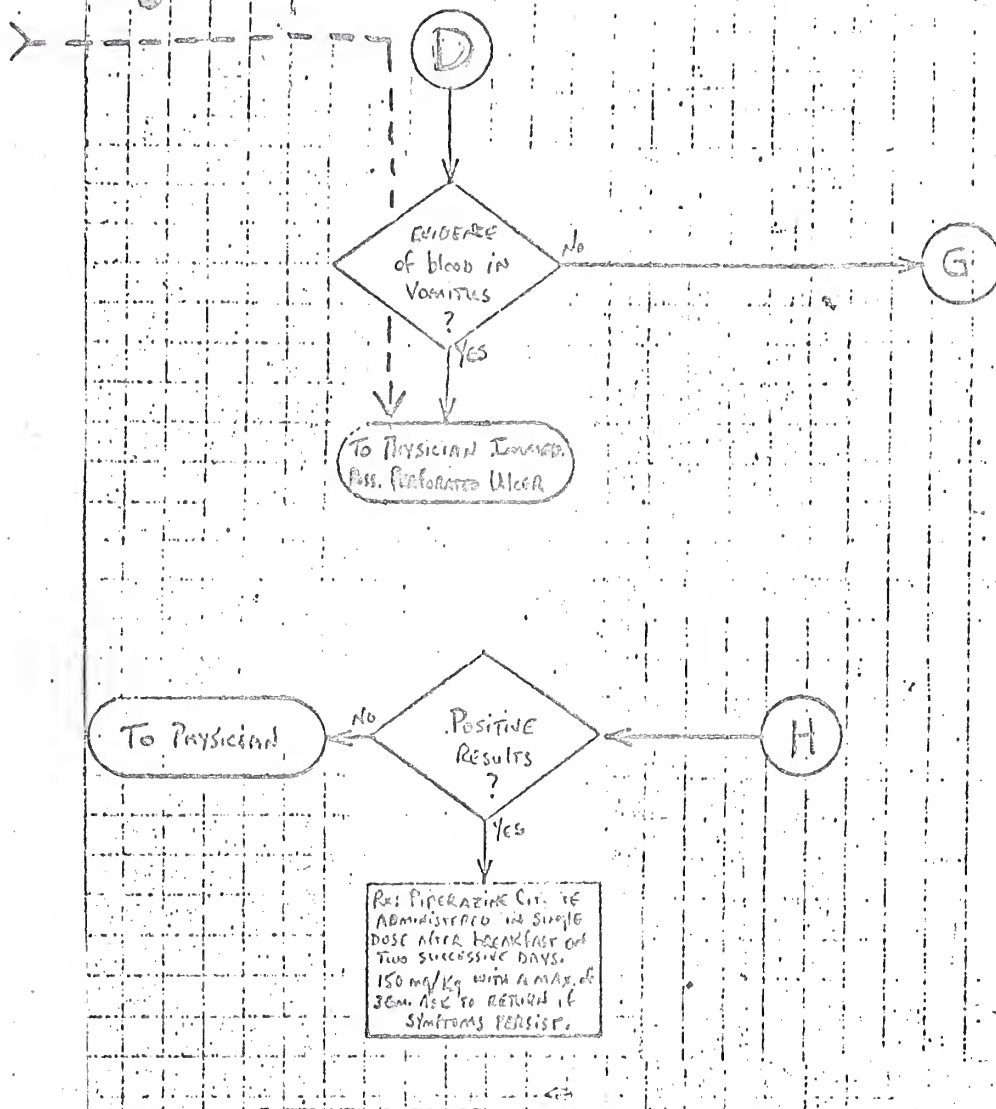 D
EVIDENCE
of blood in
VOMITUS
?
No
G
YES
TO PHYSICIAN IMMED.
POSS. PERFORATED ULCER
H
POSITIVE
RESULTS
?
NO
TO PHYSICIAN
YES
RX: PIPERAZINE CIT. IS
ADMINISTERED IN SINGLE
DOSE AFTER BREAKFAST ON
TWO SUCCESSIVE DAYS.
150 mg/Kg WITH A MAX. of
3GM. ASK TO RETURN if
SYMPTOMS PERSIST.